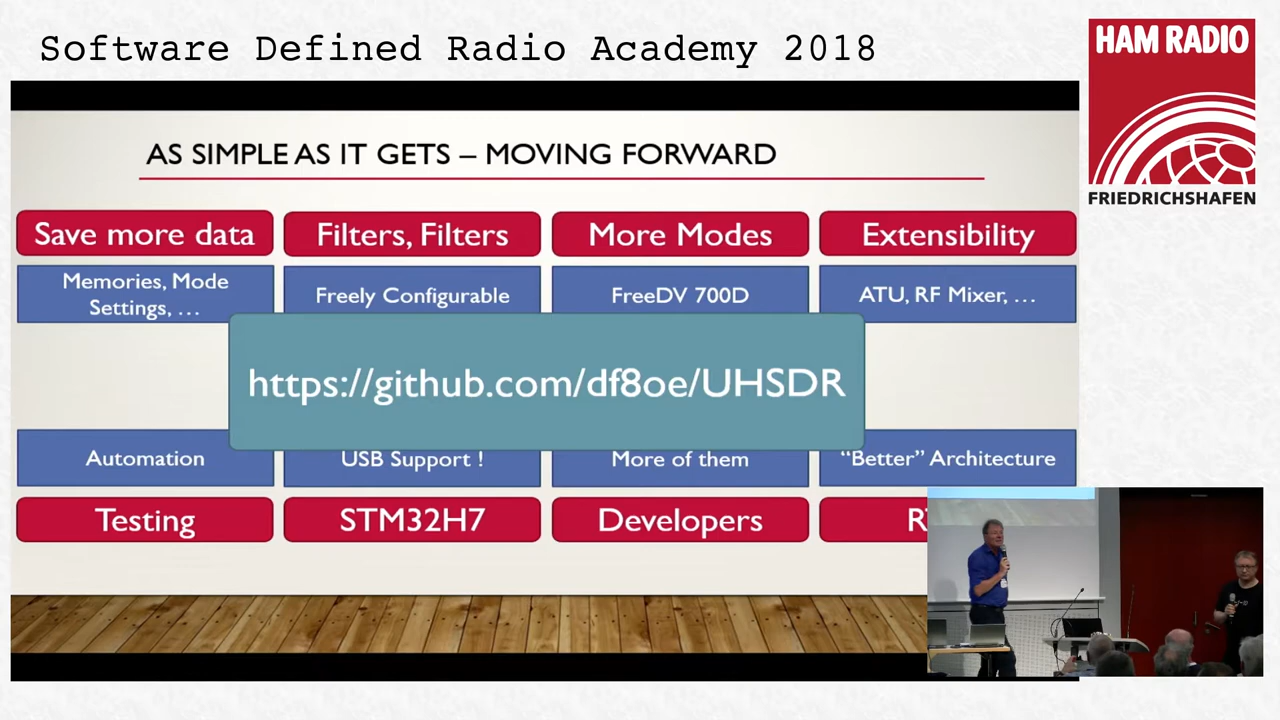 Software Defined Radio Academy 2018
HAM RADIO
FRIEDRICHSHAFEN
AS SIMPLE AS IT GETS – MOVING FORWARD
Save more data
Filters, Filters
More Modes
Extensibility
Memories, Mode
Settings, …
Freely Configurable
FreeDV 700D
ATU, RF Mixer, …
https://github.com/df8oe/UHSDR
Automation
USB Support !
More of them
“Better” Architecture
Testing
STM32H7
Developers